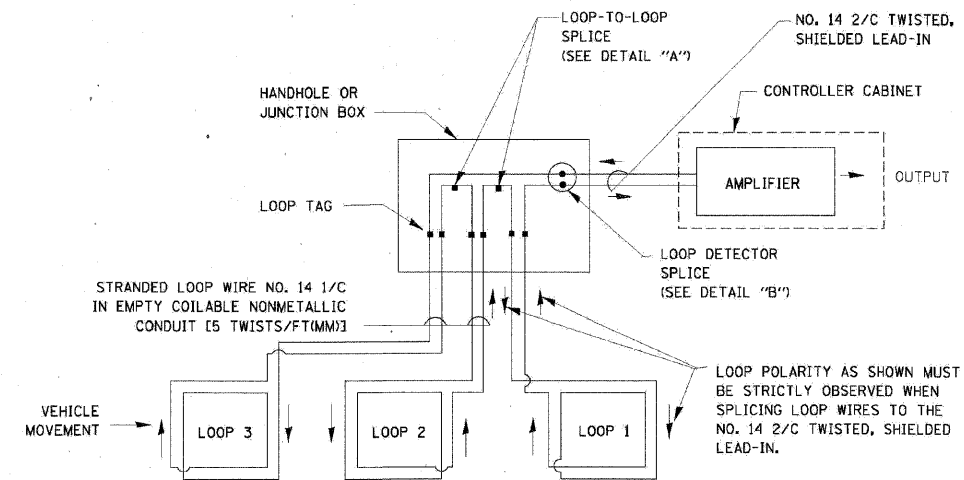 LOOP-TO-LOOP
SPLICE
(SEE DETAIL "A")
NO. 14 2/C TWISTED,
SHIELDED LEAD-IN
HANDHOLE OR
JUNCTION BOX
CONTROLLER CABINET
AMPLIFIER
OUTPUT
LOOP TAG
LOOP DETECTOR
SPLICE
(SEE DETAIL "B")
STRANDED LOOP WIRE NO. 14 1/C
IN EMPTY COILABLE NONMETALLIC
CONDUIT [5 TWISTS/FT(MM)]
LOOP POLARITY AS SHOWN MUST
BE STRICTLY OBSERVED WHEN
SPLICING LOOP WIRES TO THE
NO. 14 2/C TWISTED, SHIELDED
LEAD-IN.
VEHICLE
MOVEMENT
LOOP 3
LOOP 2
LOOP 1